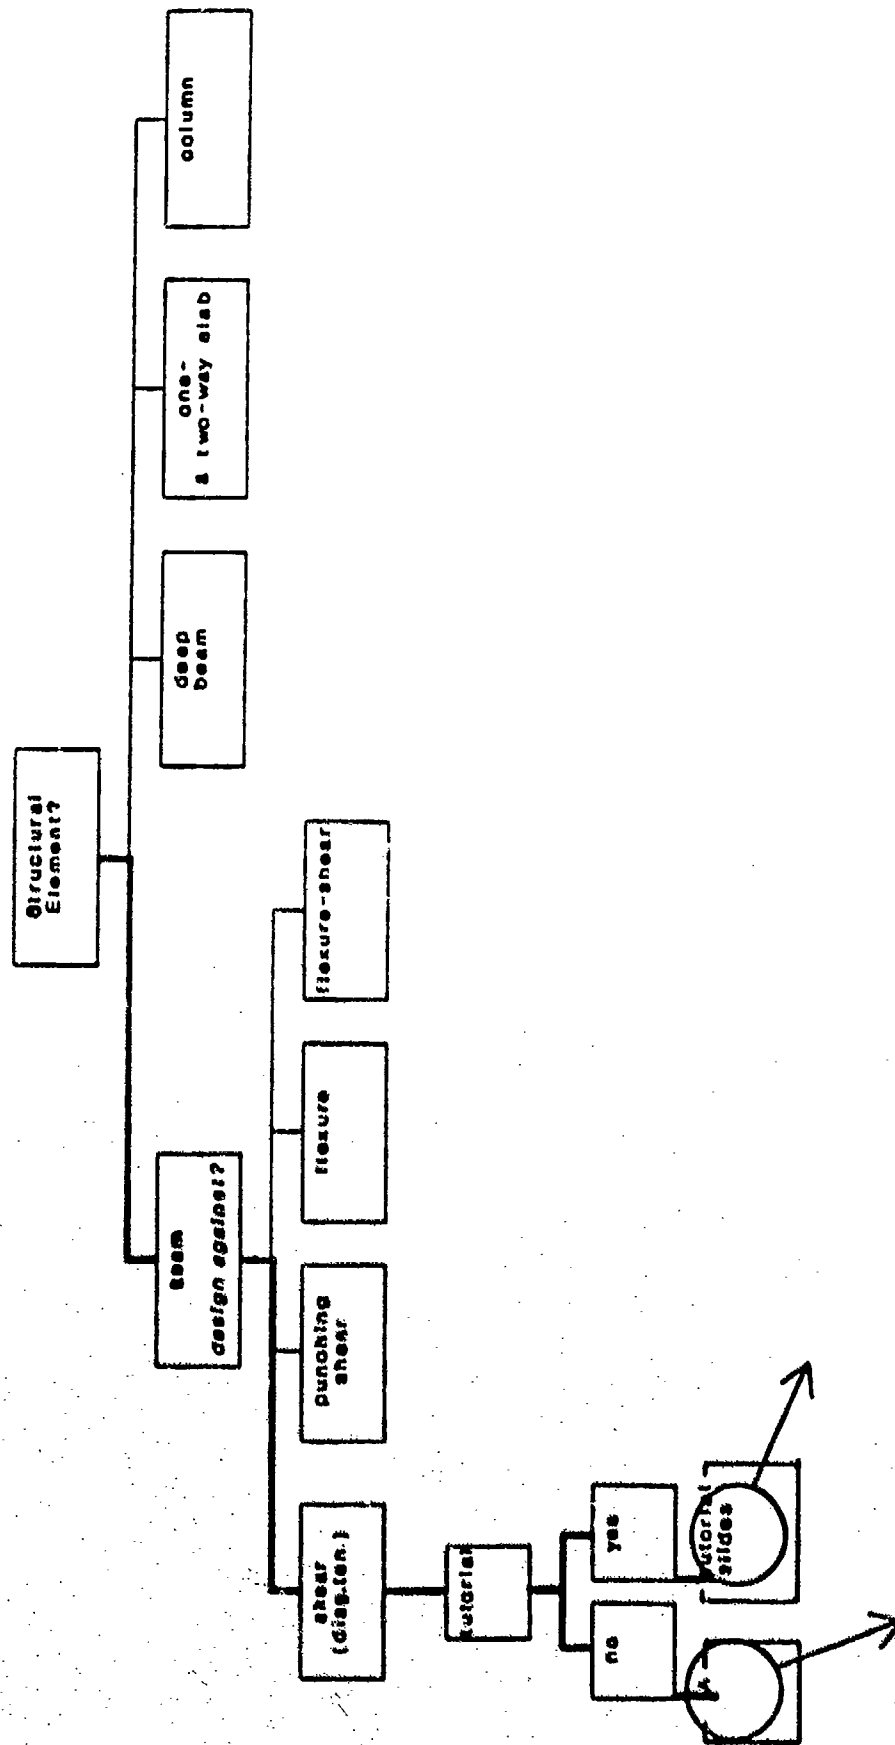 Structural
Element?
beam
design against?
deep
beam
one-
& two-way slab
column
shear
(diag.ten.)
punching
shear
flexure
flexure-shear
tutorial
no
yes
tutorial
slides